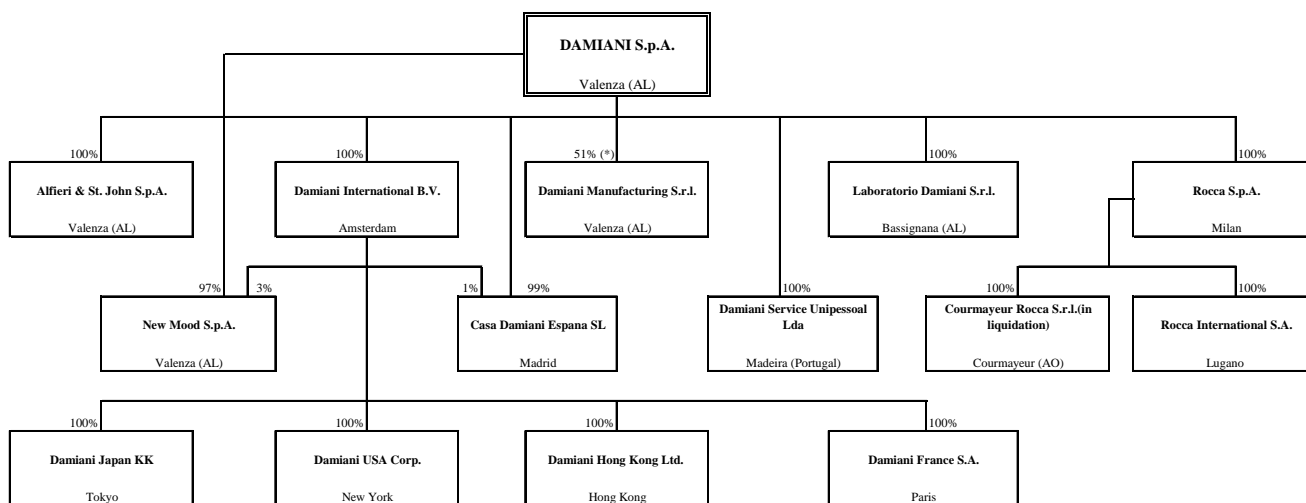 DAMIANI S.p.A.
Valenza (AL)
100%
100%
51% (*)
100%
100%
Alfieri & St. John S.p.A.
Damiani International B.V.
Damiani Manufacturing S.r.l.
Laboratorio Damiani S.r.l.
Rocca S.p.A.
Valenza (AL)
Amsterdam
Valenza (AL)
Bassignana (AL)
Milan
97%
3%
1%
99%
100%
100%
100%
New Mood S.p.A.
Valenza (AL)
Casa Damiani Espana SL
Madrid
Damiani Service Unipessoal
Lda
Madeira (Portugal)
Courmayeur Rocca S.r.l.(in
liquidation)
Courmayeur (AO)
Rocca International S.A.
Lugano
100%
100%
100%
100%
Damiani Japan KK
Damiani USA Corp.
Damiani Hong Kong Ltd.
Damiani France S.A.
Tokyo
New York
Hong Kong
Paris